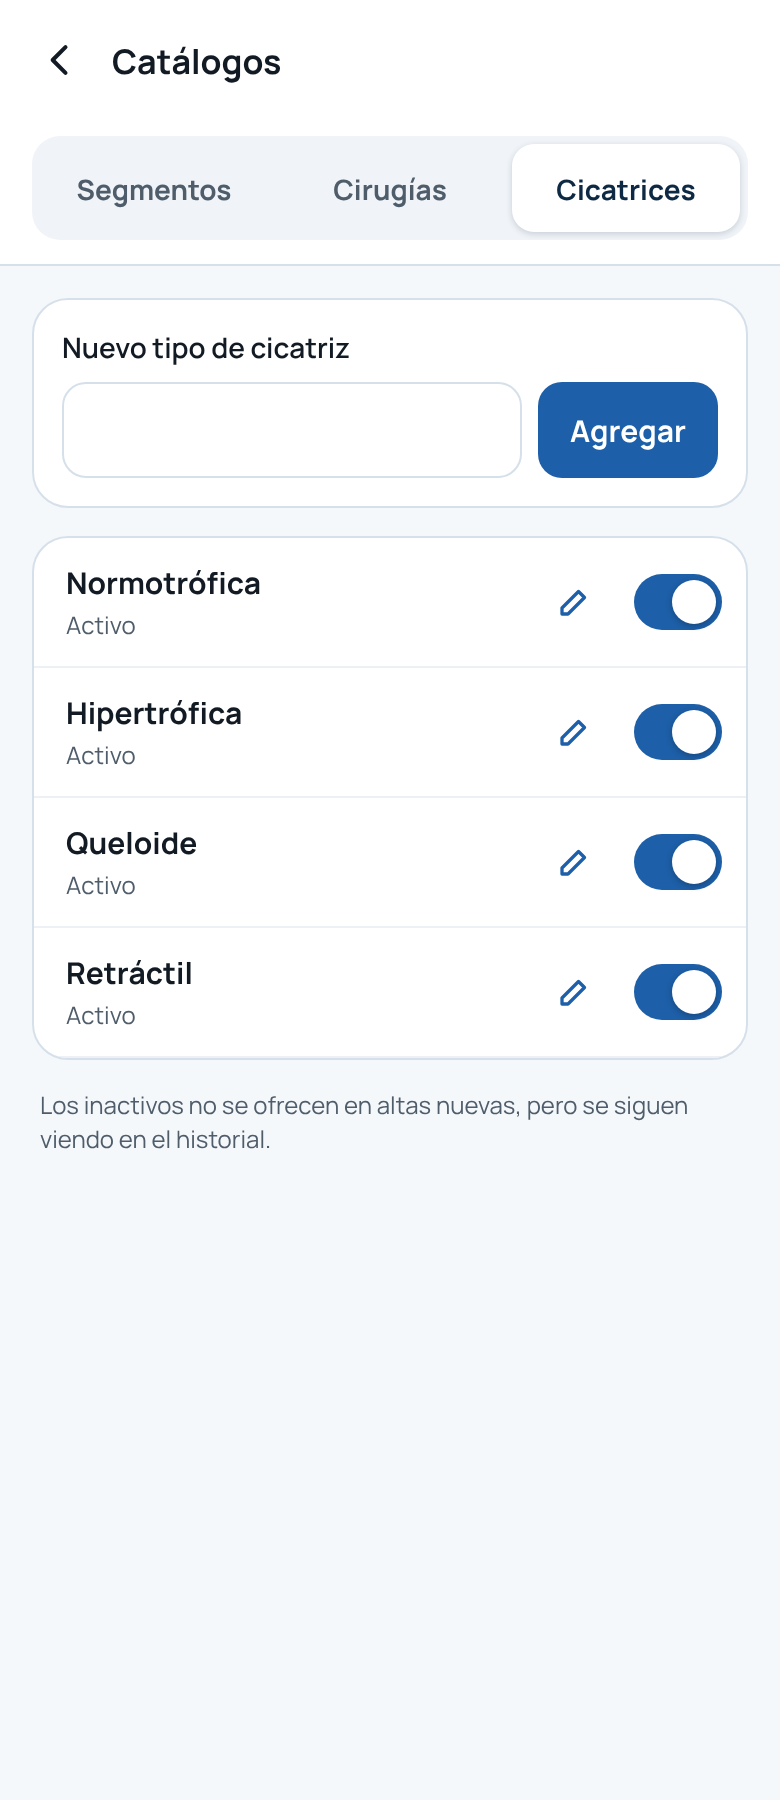 Catálogos
Segmentos
Cirugías
Cicatrices
Nuevo tipo de cicatriz
Agregar
Normotrófica
Activo
Hipertrófica
Activo
Queloide
Activo
Retráctil
Activo
Los inactivos no se ofrecen en altas nuevas, pero se siguen
viendo en el historial.